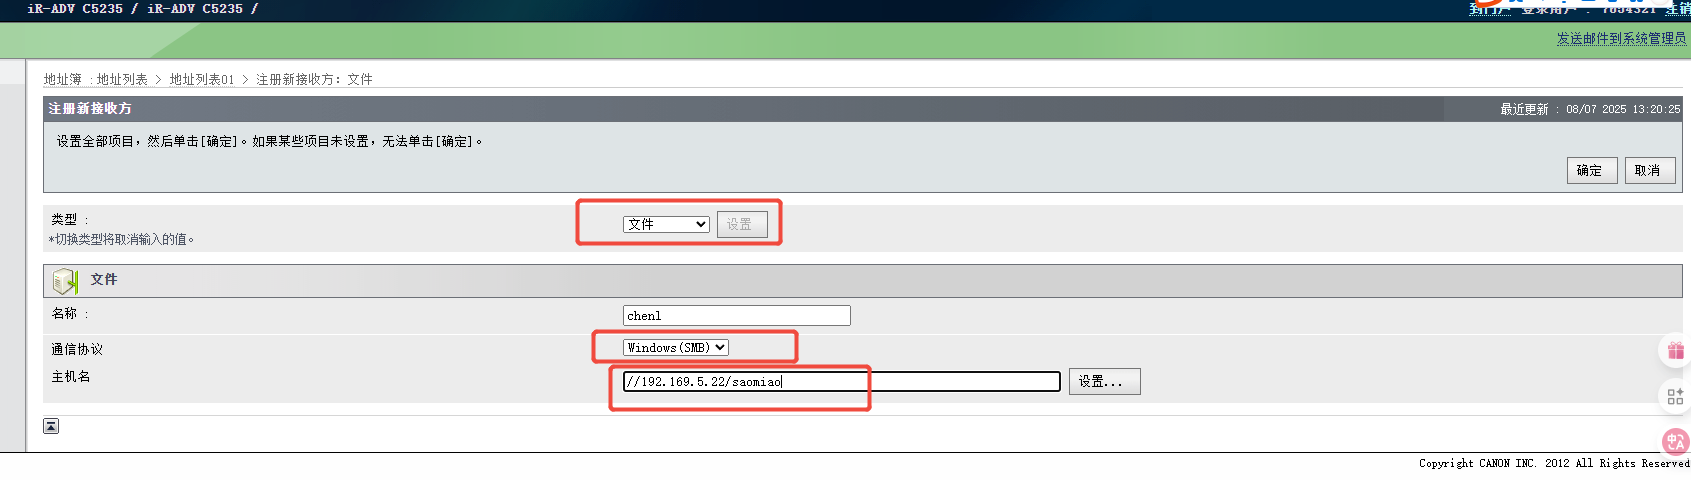 iR-ADV C5235 / iR-ADV C5235 /
到门户 登录用户 : 7654321 注销
发送邮件到系统管理员
地址簿 :地址列表 > 地址列表01 > 注册新接收方: 文件
注册新接收方
最近更新 : 08/07 2025 13:20:25
设置全部项目，然后单击[确定]。如果某些项目未设置，无法单击[确定]。
确定 取消
类型 :
文件 设置
*切换类型将取消输入的值。
文件
名称 :
chenl
通信协议
Windows(SMB)
主机名
//192.169.5.22/saomiao 设置...
Copyright CANON INC. 2012 All Rights Reserved